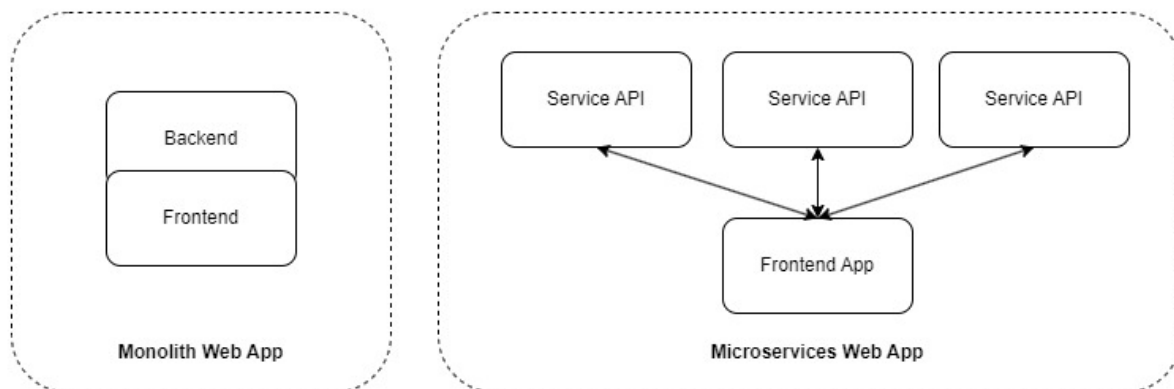 Backend
Frontend
Monolith Web App
Service API
Service API
Service API
Frontend App
Microservices Web App